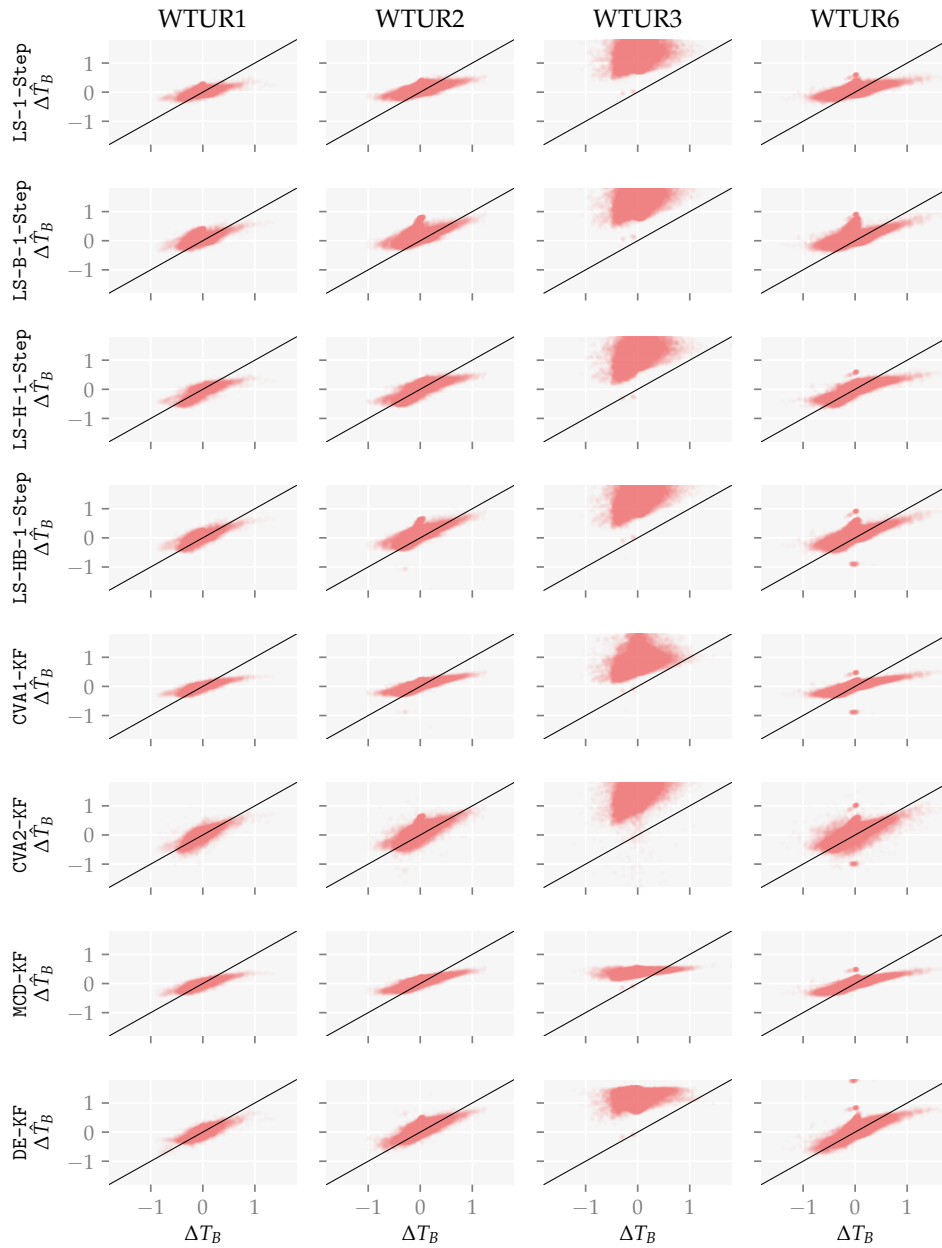 WTUR1 WTUR2 WTUR3 WTUR6
LS-1-Step
ΔT̂_B
1
0
−1
LS-B-1-Step
ΔT̂_B
1
0
−1
LS-H-1-Step
ΔT̂_B
1
0
−1
LS-HB-1-Step
ΔT̂_B
1
0
−1
CVA1-KF
ΔT̂_B
1
0
−1
CVA2-KF
ΔT̂_B
1
0
−1
MCD-KF
ΔT̂_B
1
0
−1
DE-KF
ΔT̂_B
1
0
−1
−1 0 1 −1 0 1 −1 0 1 −1 0 1
ΔT_B ΔT_B ΔT_B ΔT_B